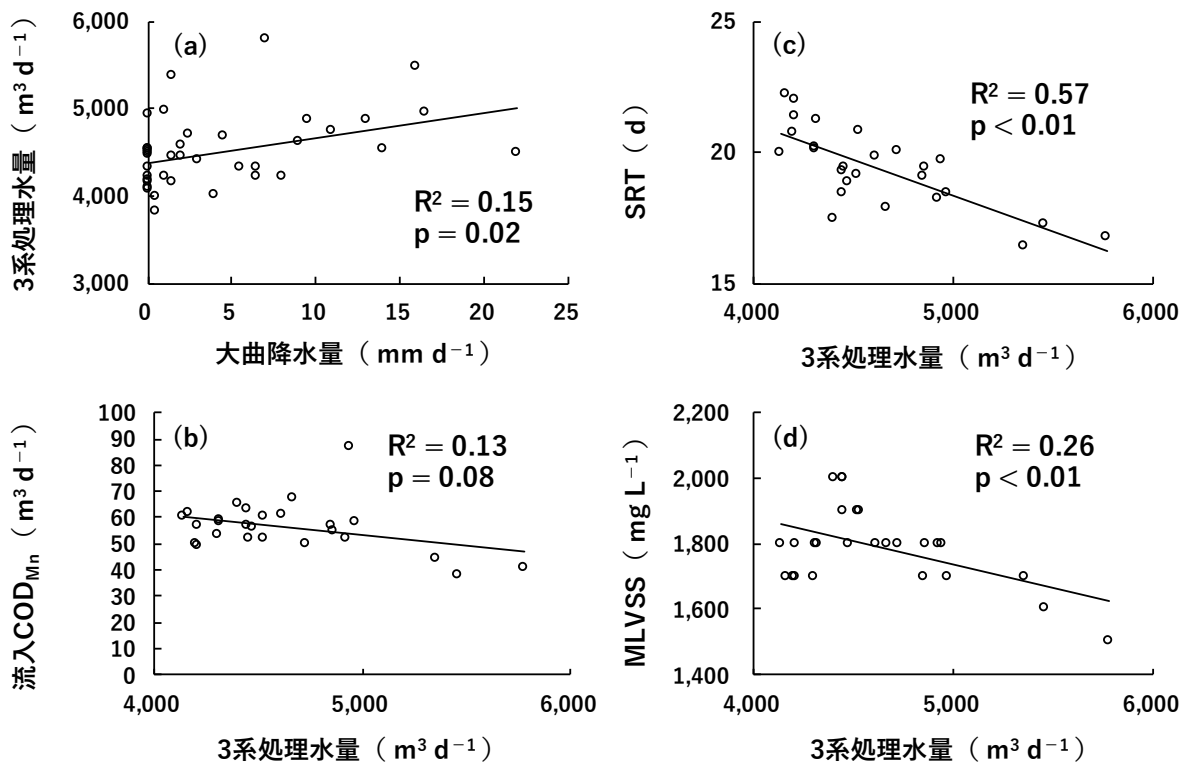 (a)
3系処理水量（ m³ d⁻¹）
6,000
5,000
4,000
3,000
R² = 0.15
p = 0.02
0 5 10 15 20 25
大曲降水量（ mm d⁻¹）
(c)
SRT（ d）
25
20
15
R² = 0.57
p < 0.01
4,000 5,000 6,000
3系処理水量（ m³ d⁻¹）
(b)
流入CODMn（ m³ d⁻¹）
100
90
80
70
60
50
40
30
20
10
0
R² = 0.13
p = 0.08
4,000 5,000 6,000
3系処理水量（ m³ d⁻¹）
(d)
MLVSS（ mg L⁻¹）
2,200
2,000
1,800
1,600
1,400
R² = 0.26
p < 0.01
4,000 5,000 6,000
3系処理水量（ m³ d⁻¹）